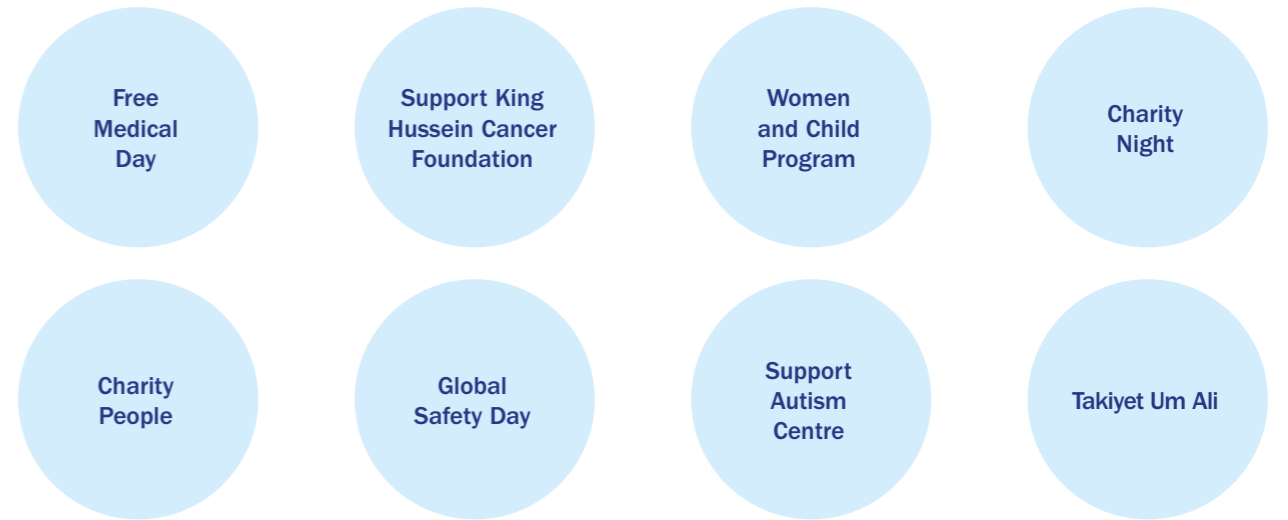 Free
Medical
Day
Support King
Hussein Cancer
Foundation
Women
and Child
Program
Charity
Night
Charity
People
Global
Safety Day
Support
Autism
Centre
Takiyet Um Ali